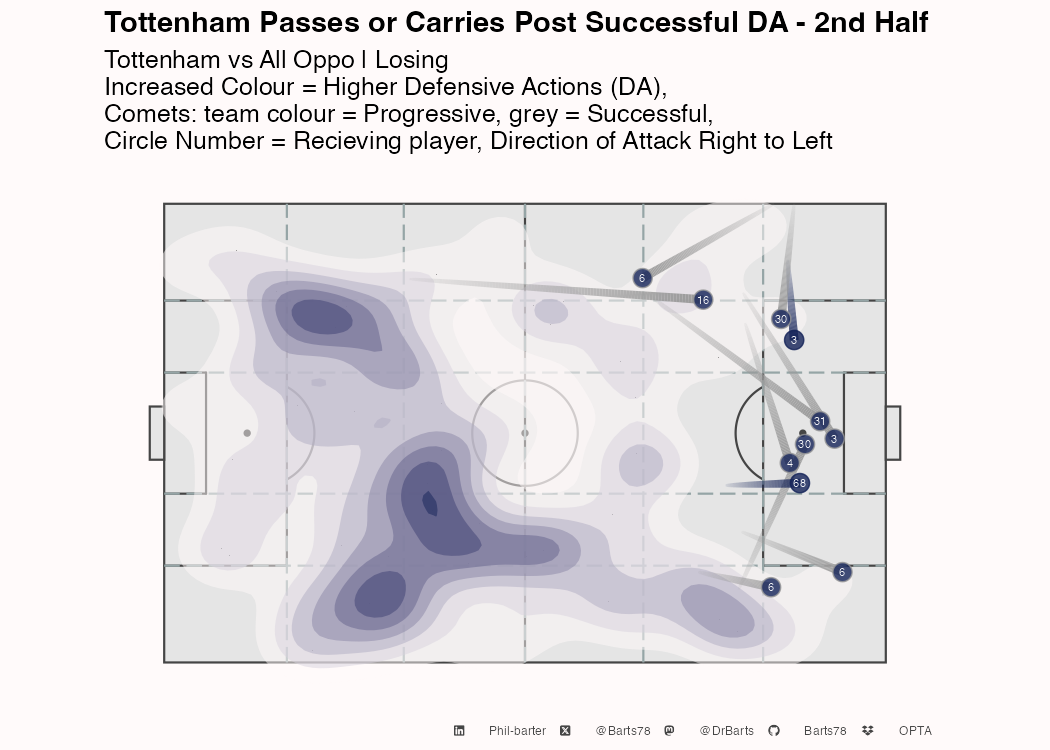 Tottenham Passes or Carries Post Successful DA - 2nd Half
Tottenham vs All Oppo | Losing
Increased Colour = Higher Defensive Actions (DA),
Comets: team colour = Progressive, grey = Successful,
Circle Number = Recieving player, Direction of Attack Right to Left
6
16
30
3
31
3
30
4
68
6
6
Phil-barter @Barts78 @DrBarts Barts78 OPTA